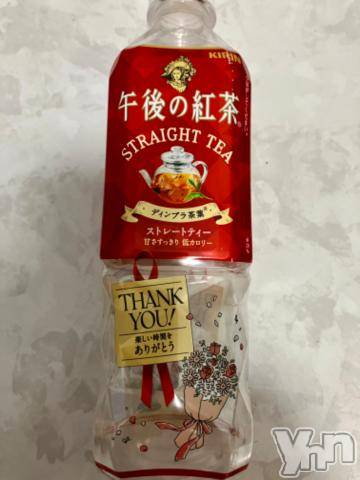 KIRIN
午後の紅茶
STRAIGHT TEA
ディンブラ茶葉
ストレートティー
甘さすっきり 低カロリー
THANK
YOU!
楽しい時間を
ありがとう
Yhn